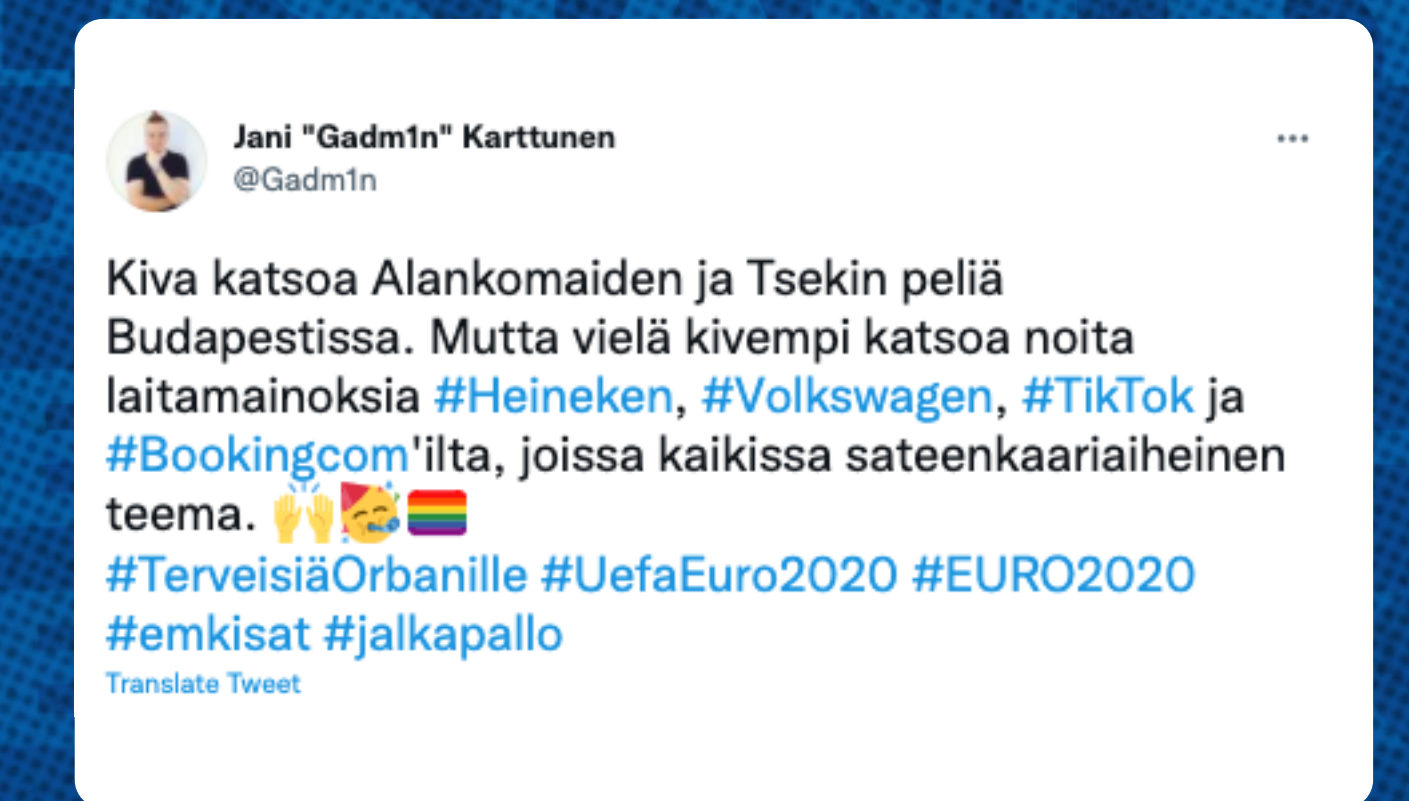 Jani "Gadm1n" Karttunen
@Gadm1n
Kiva katsoa Alankomaiden ja Tsekin peliä
Budapestissa. Mutta vielä kivempi katsoa noita
laitamainoksia #Heineken, #Volkswagen, #TikTok ja
#Bookingcom'ilta, joissa kaikissa sateenkaariaiheinen
teema. 🙌🥳🏳️‍🌈
#TerveisiäOrbanille #UefaEuro2020 #EURO2020
#emkisat #jalkapallo
Translate Tweet